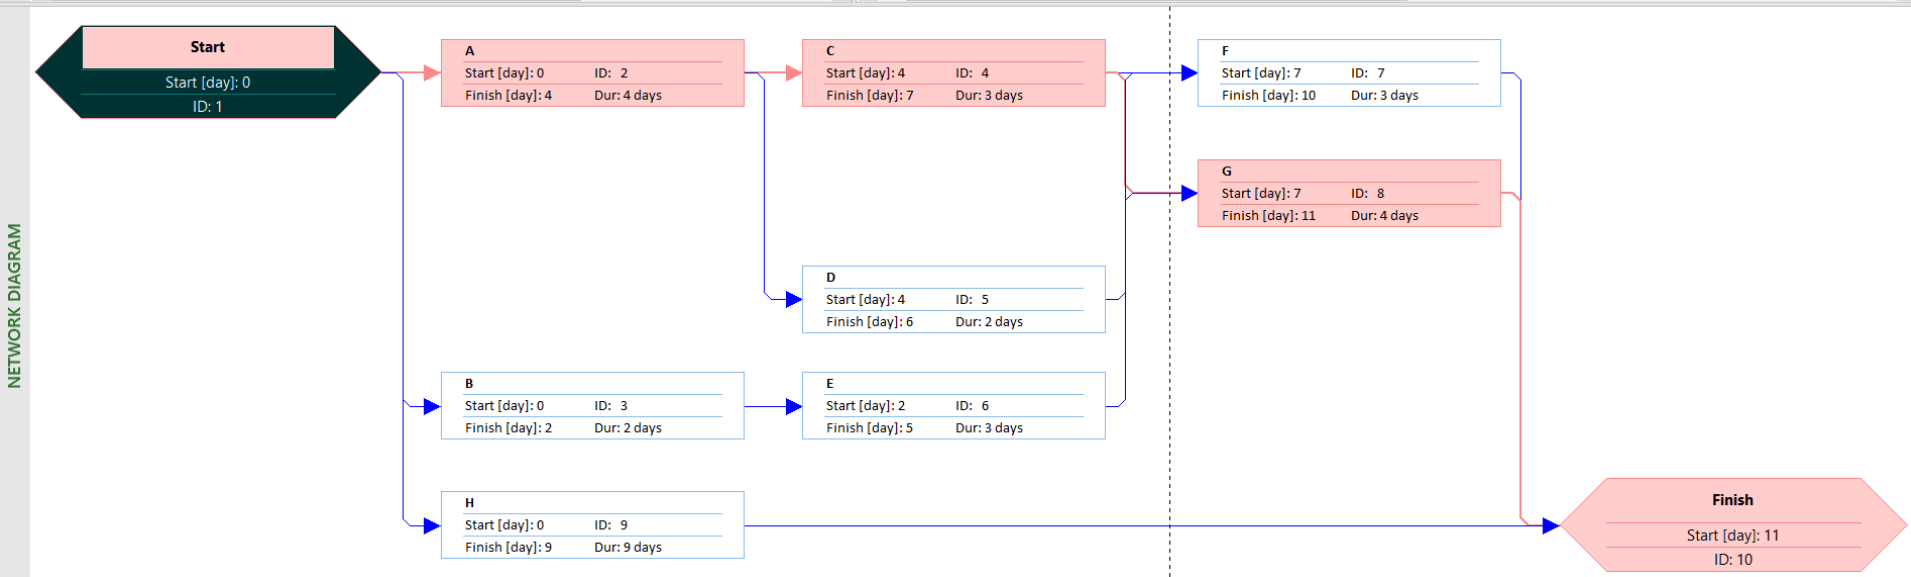 NETWORK DIAGRAM
Start
Start [day]: 0
ID: 1
A
Start [day]: 0 ID: 2
Finish [day]: 4 Dur: 4 days
C
Start [day]: 4 ID: 4
Finish [day]: 7 Dur: 3 days
F
Start [day]: 7 ID: 7
Finish [day]: 10 Dur: 3 days
G
Start [day]: 7 ID: 8
Finish [day]: 11 Dur: 4 days
D
Start [day]: 4 ID: 5
Finish [day]: 6 Dur: 2 days
B
Start [day]: 0 ID: 3
Finish [day]: 2 Dur: 2 days
E
Start [day]: 2 ID: 6
Finish [day]: 5 Dur: 3 days
H
Start [day]: 0 ID: 9
Finish [day]: 9 Dur: 9 days
Finish
Start [day]: 11
ID: 10